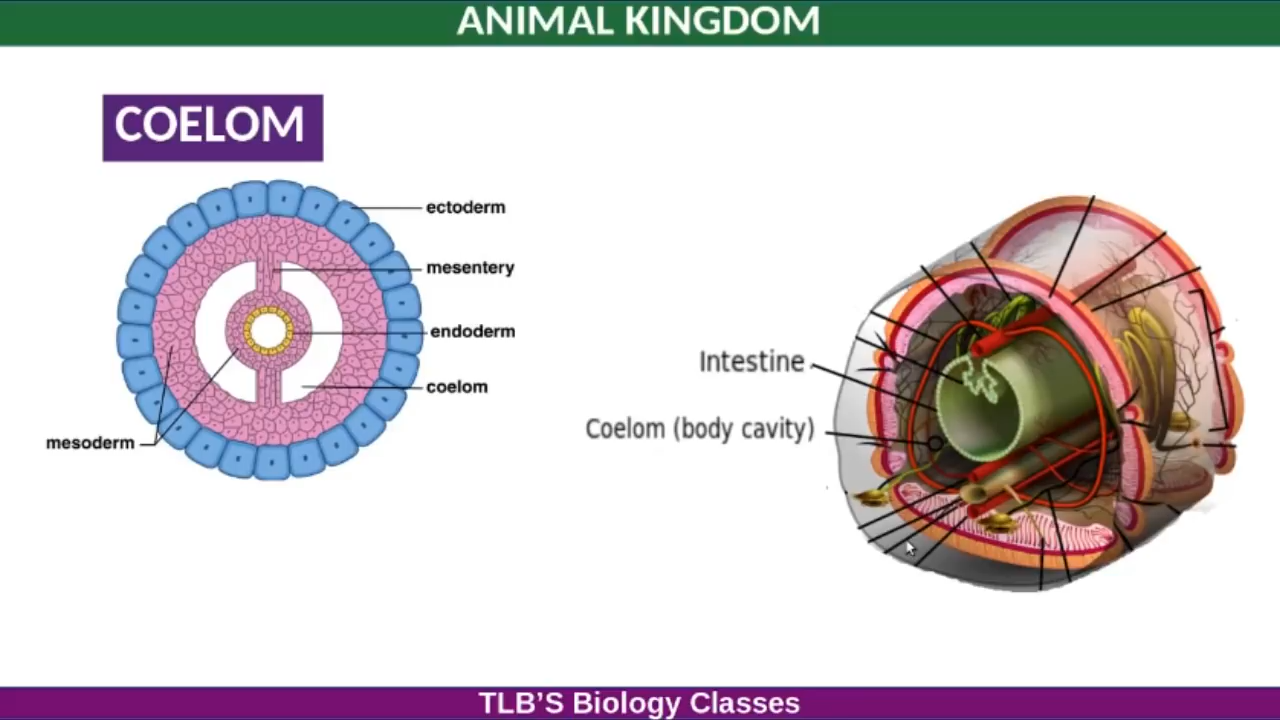 ANIMAL KINGDOM
COELOM
ectoderm
mesentery
endoderm
coelom
mesoderm
Intestine
Coelom (body cavity)
TLB'S Biology Classes